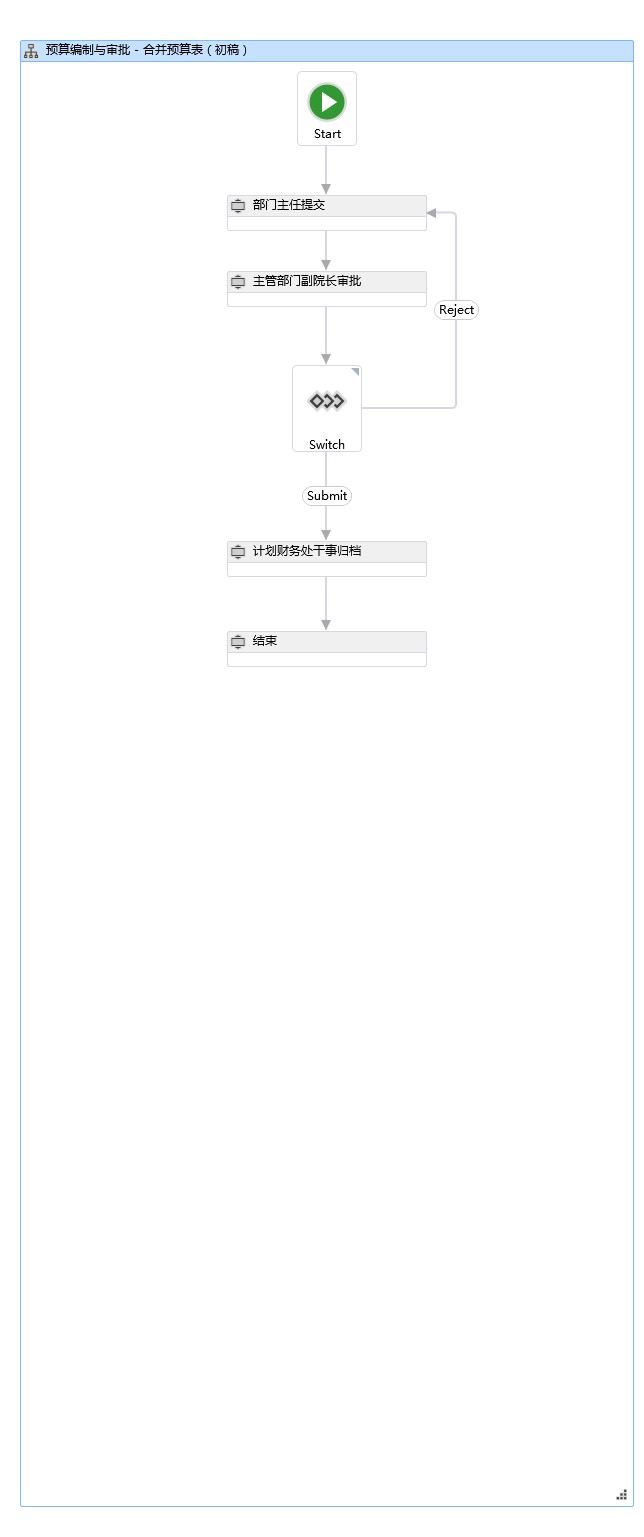 预算编制与审批 - 合并预算表（初稿）
Start
部门主任提交
主管部门副院长审批
Reject
Switch
Submit
计划财务处干事归档
结束